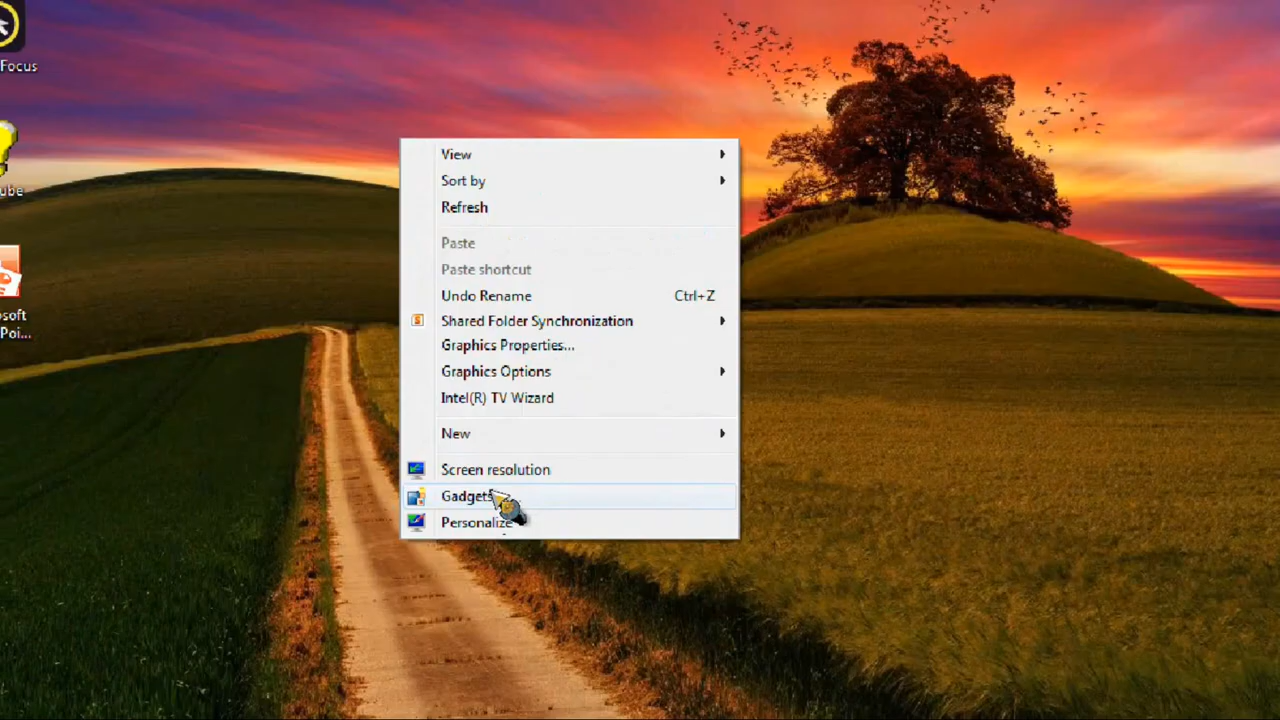 Focus
ube
soft
Poi...
View
Sort by
Refresh
Paste
Paste shortcut
Undo Rename Ctrl+Z
Shared Folder Synchronization
Graphics Properties...
Graphics Options
Intel(R) TV Wizard
New
Screen resolution
Gadgets
Personalize